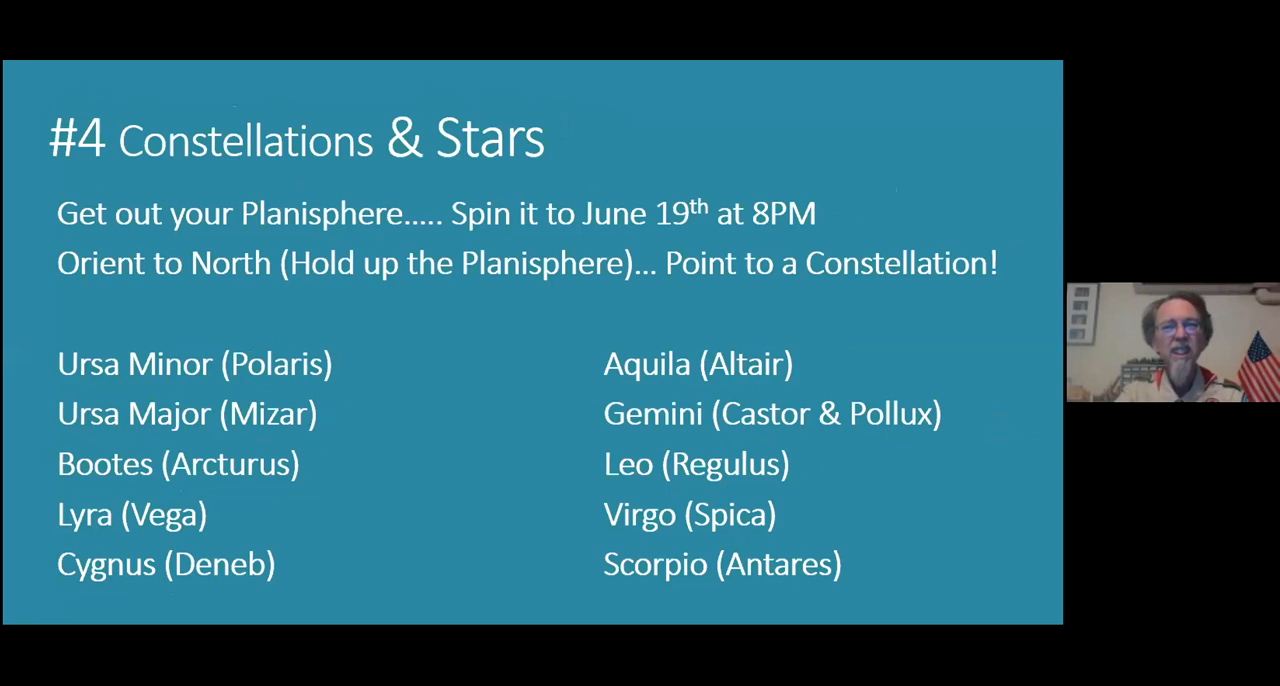 #4 Constellations & Stars
Get out your Planisphere..... Spin it to June 19th at 8PM
Orient to North (Hold up the Planisphere)... Point to a Constellation!
Ursa Minor (Polaris)
Ursa Major (Mizar)
Bootes (Arcturus)
Lyra (Vega)
Cygnus (Deneb)
Aquila (Altair)
Gemini (Castor & Pollux)
Leo (Regulus)
Virgo (Spica)
Scorpio (Antares)